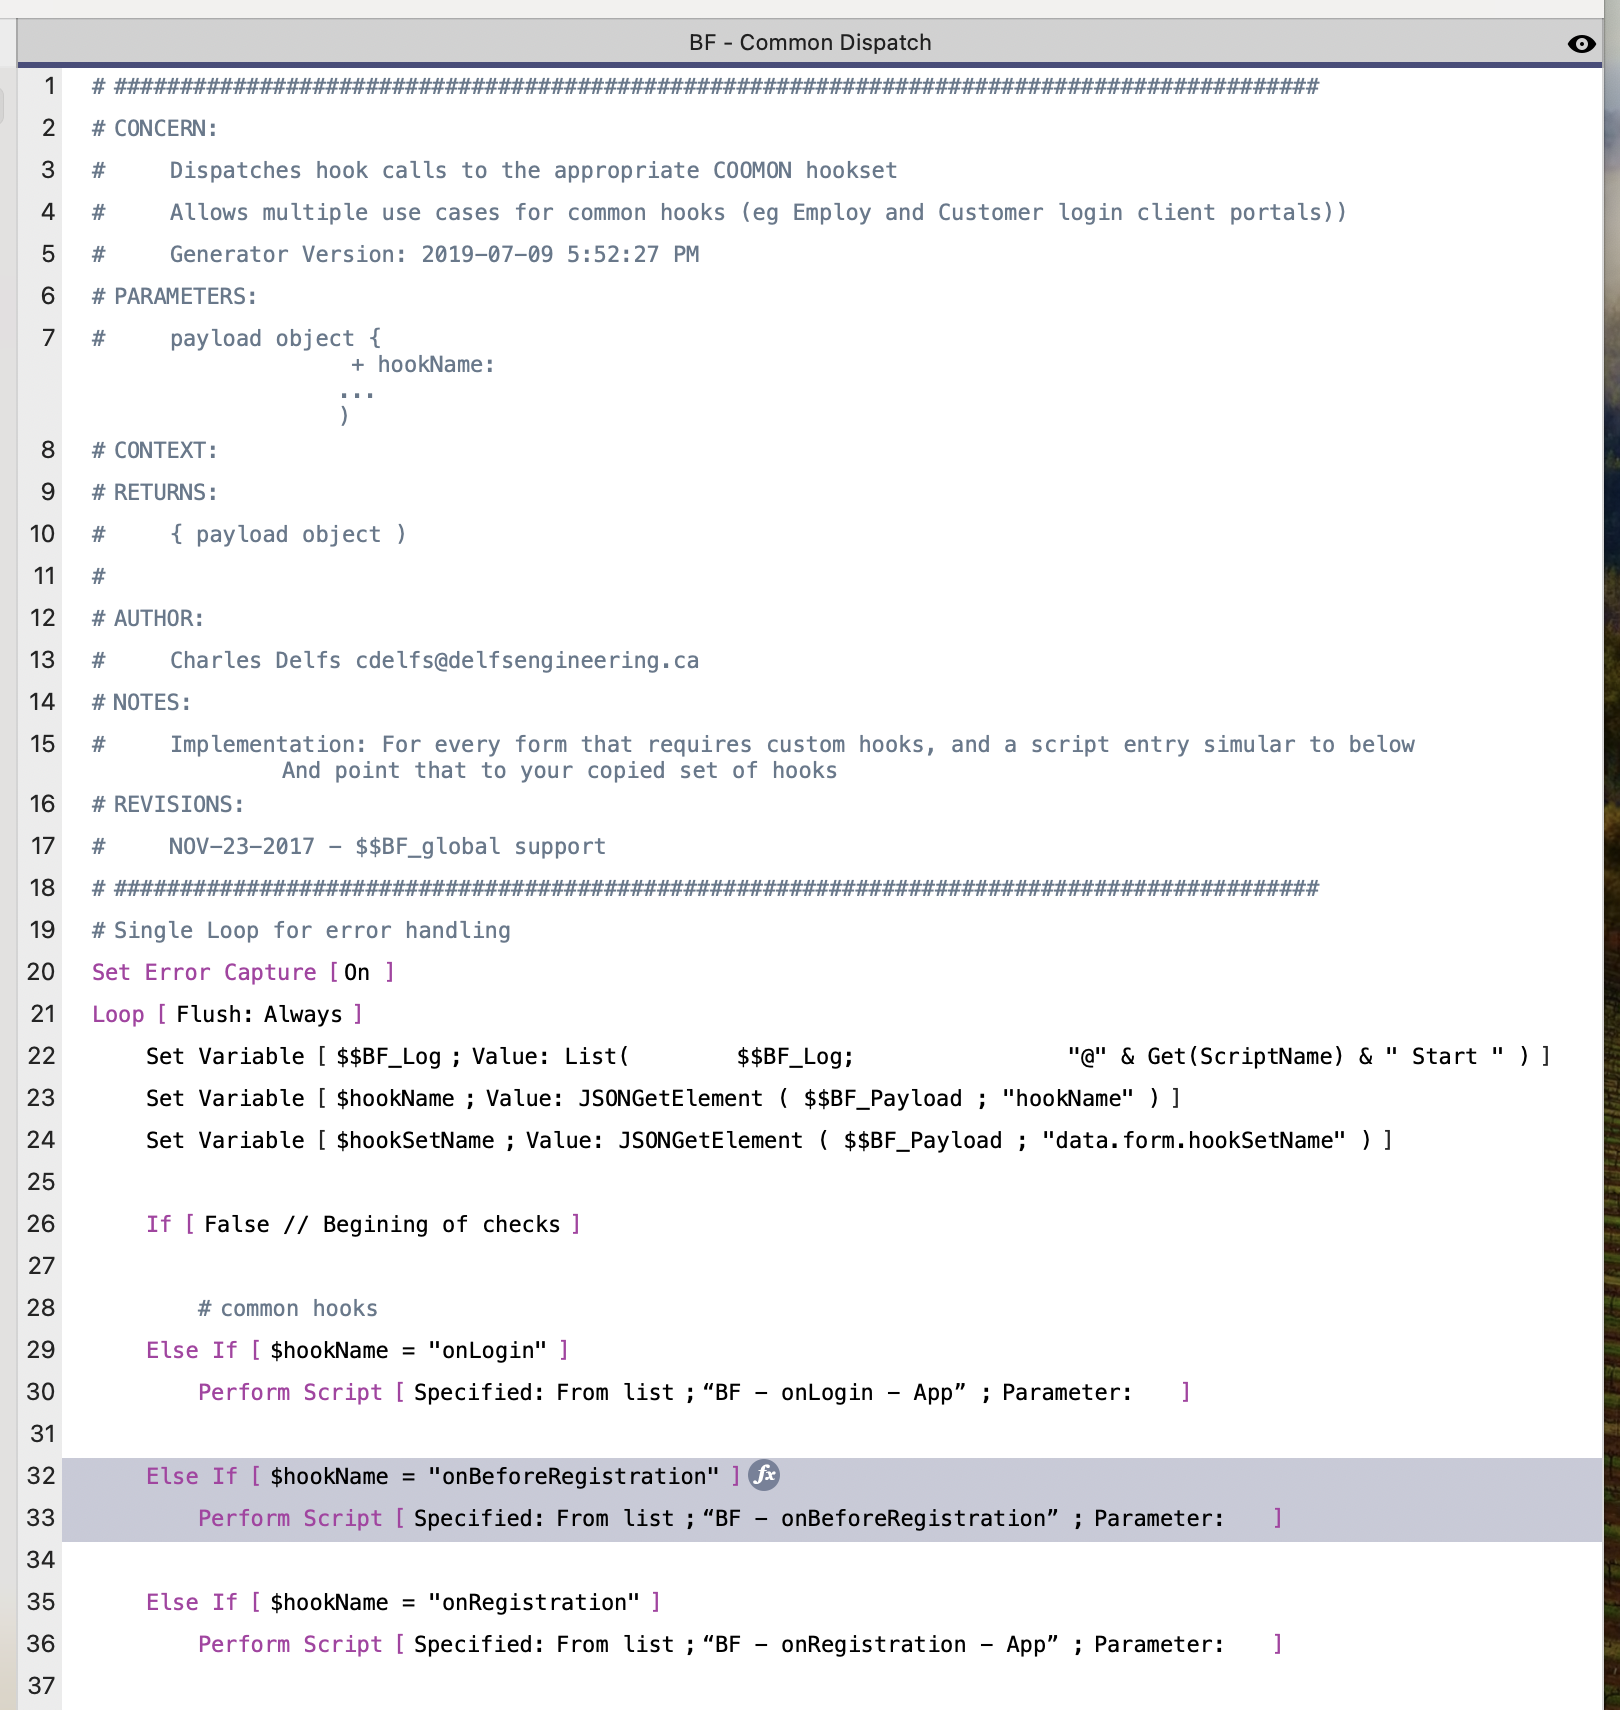 BF - Common Dispatch
1 # ###########################################################################################
2 # CONCERN:
3 # Dispatches hook calls to the appropriate COOMON hookset
4 # Allows multiple use cases for common hooks (eg Employ and Customer login client portals))
5 # Generator Version: 2019-07-09 5:52:27 PM
6 # PARAMETERS:
7 # payload object {
+ hookName:
...
)
8 # CONTEXT:
9 # RETURNS:
10 # { payload object )
11 #
12 # AUTHOR:
13 # Charles Delfs cdelfs@delfsengineering.ca
14 # NOTES:
15 # Implementation: For every form that requires custom hooks, and a script entry simular to below
And point that to your copied set of hooks
16 # REVISIONS:
17 # NOV-23-2017 - $$BF_global support
18 # ###########################################################################################
19 # Single Loop for error handling
20 Set Error Capture [ On ]
21 Loop [ Flush: Always ]
22 Set Variable [ $$BF_Log ; Value: List( $$BF_Log; "@" & Get(ScriptName) & " Start " ) ]
23 Set Variable [ $hookName ; Value: JSONGetElement ( $$BF_Payload ; "hookName" ) ]
24 Set Variable [ $hookSetName ; Value: JSONGetElement ( $$BF_Payload ; "data.form.hookSetName" ) ]
25
26 If [ False // Begining of checks ]
27
28 # common hooks
29 Else If [ $hookName = "onLogin" ]
30 Perform Script [ Specified: From list ; “BF - onLogin - App” ; Parameter: ]
31
32 Else If [ $hookName = "onBeforeRegistration" ] fx
33 Perform Script [ Specified: From list ; “BF - onBeforeRegistration” ; Parameter: ]
34
35 Else If [ $hookName = "onRegistration" ]
36 Perform Script [ Specified: From list ; “BF - onRegistration - App” ; Parameter: ]
37